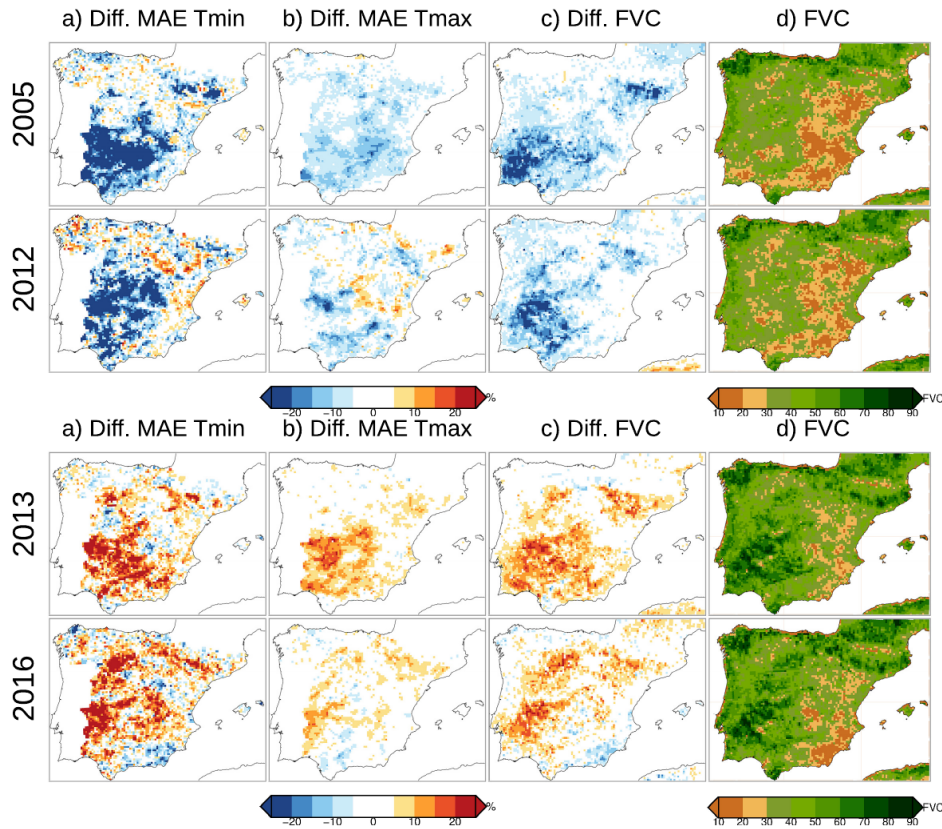 a) Diff. MAE Tmin b) Diff. MAE Tmax c) Diff. FVC d) FVC
2005
2012
−20 −10 0 10 20 %
10 20 30 40 50 60 70 80 90 FVC
a) Diff. MAE Tmin b) Diff. MAE Tmax c) Diff. FVC d) FVC
2013
2016
−20 −10 0 10 20 %
10 20 30 40 50 60 70 80 90 FVC